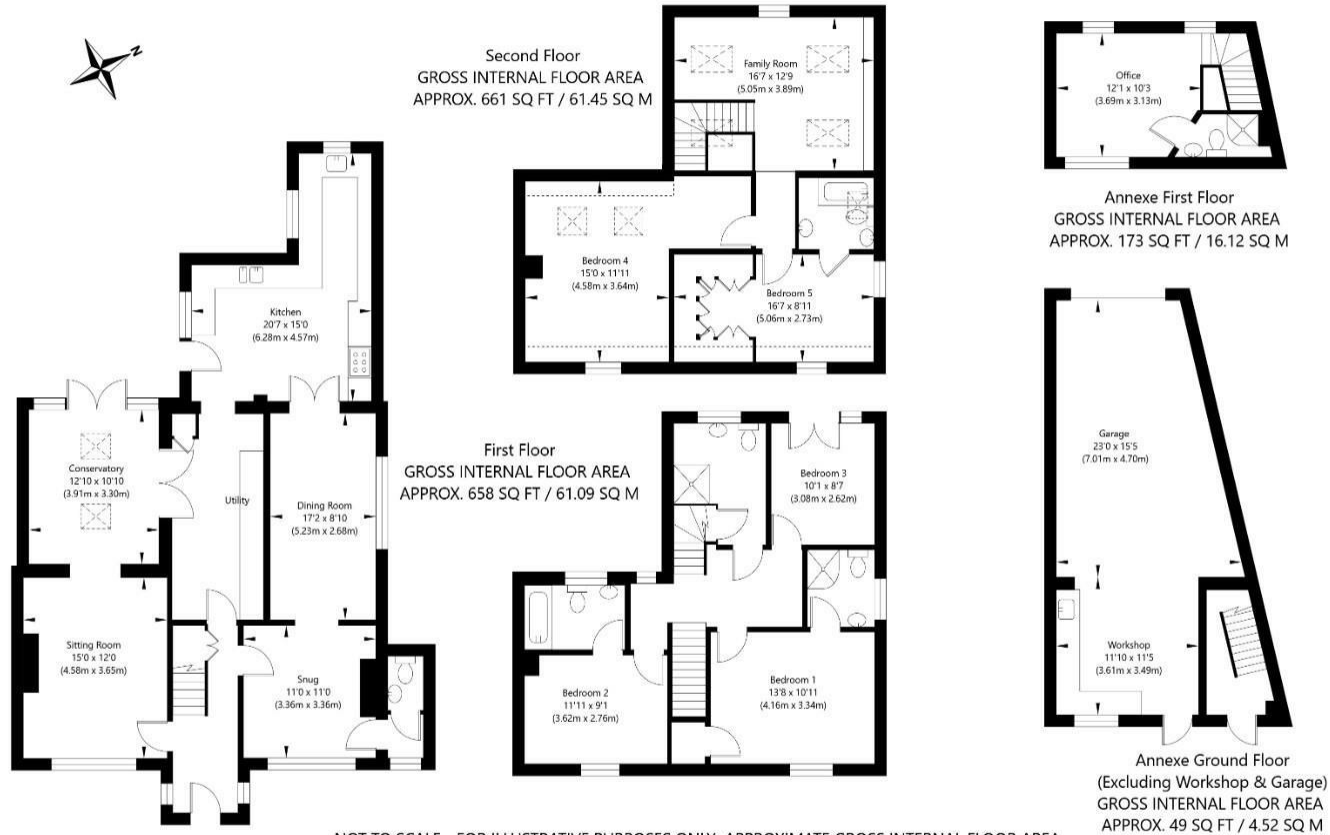 N
Second Floor
GROSS INTERNAL FLOOR AREA
APPROX. 661 SQ FT / 61.45 SQ M
Family Room
16'7 x 12'9
(5.05m x 3.89m)
Bedroom 4
15'0 x 11'11
(4.58m x 3.64m)
Bedroom 5
16'7 x 8'11
(5.06m x 2.73m)
Office
12'1 x 10'3
(3.69m x 3.13m)
Annexe First Floor
GROSS INTERNAL FLOOR AREA
APPROX. 173 SQ FT / 16.12 SQ M
Kitchen
20'7 x 15'0
(6.28m x 4.57m)
Conservatory
12'10 x 10'10
(3.91m x 3.30m)
Utility
Dining Room
17'2 x 8'10
(5.23m x 2.68m)
Sitting Room
15'0 x 12'0
(4.58m x 3.65m)
Snug
11'0 x 11'0
(3.36m x 3.36m)
First Floor
GROSS INTERNAL FLOOR AREA
APPROX. 658 SQ FT / 61.09 SQ M
Bedroom 3
10'1 x 8'7
(3.08m x 2.62m)
Bedroom 2
11'11 x 9'1
(3.62m x 2.76m)
Bedroom 1
13'8 x 10'11
(4.16m x 3.34m)
Garage
23'0 x 15'5
(7.01m x 4.70m)
Workshop
11'10 x 11'5
(3.61m x 3.49m)
Annexe Ground Floor
(Excluding Workshop & Garage)
GROSS INTERNAL FLOOR AREA
APPROX. 49 SQ FT / 4.52 SQ M
NOT TO SCALE - FOR ILLUSTRATIVE PURPOSES ONLY APPROXIMATE GROSS INTERNAL FLOOR AREA